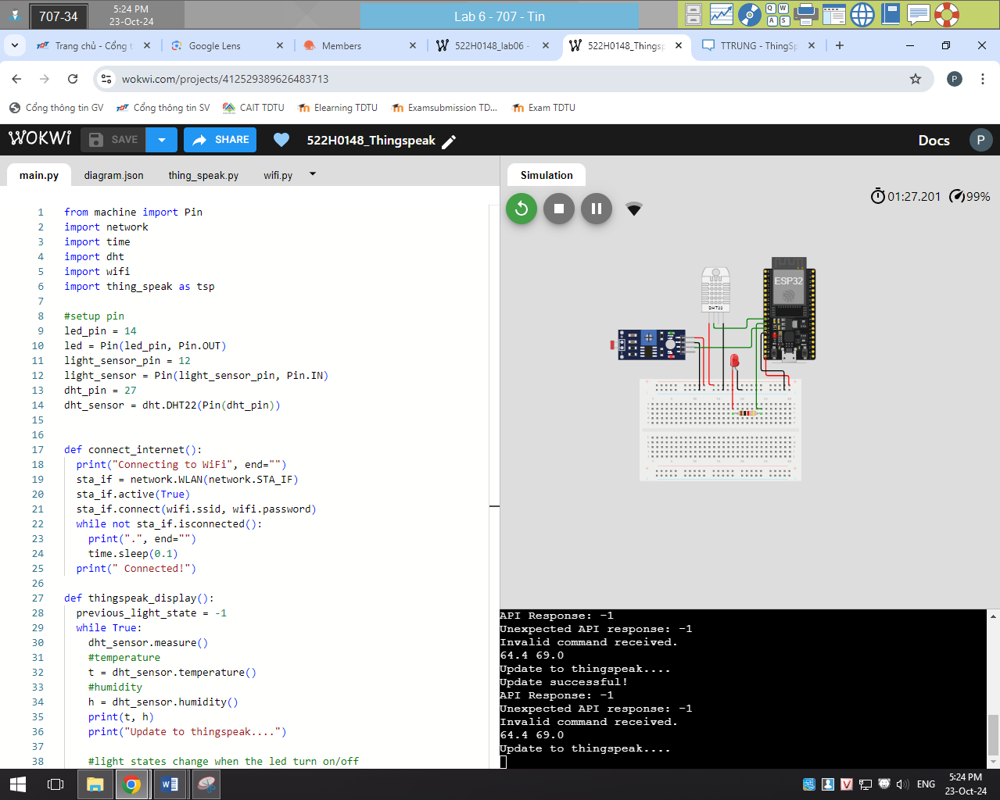 707-34
5:24 PM
23-Oct-24
Lab 6 - 707 - Tin
Q W
A S
Trang chủ - Cổng t
Google Lens
Members
522H0148_lab06 -
522H0148_Thingsp
TTRUNG - ThingSp
wokwi.com/projects/412529389626483713
P
Cổng thông tin GV
Cổng thông tin SV
CAIT TDTU
Elearning TDTU
Examsubmission TD...
Exam TDTU
WOKWI
SAVE
SHARE
522H0148_Thingspeak
Docs
P
main.py
diagram.json
thing_speak.py
wifi.py
Simulation
01:27.201
99%
1 from machine import Pin
2 import network
3 import time
4 import dht
5 import wifi
6 import thing_speak as tsp
7
8 #setup pin
9 led_pin = 14
10 led = Pin(led_pin, Pin.OUT)
11 light_sensor_pin = 12
12 light_sensor = Pin(light_sensor_pin, Pin.IN)
13 dht_pin = 27
14 dht_sensor = dht.DHT22(Pin(dht_pin))
15
16
17 def connect_internet():
18 print("Connecting to WiFi", end="")
19 sta_if = network.WLAN(network.STA_IF)
20 sta_if.active(True)
21 sta_if.connect(wifi.ssid, wifi.password)
22 while not sta_if.isconnected():
23 print(".", end="")
24 time.sleep(0.1)
25 print(" Connected!")
26
27 def thingspeak_display():
28 previous_light_state = -1
29 while True:
30 dht_sensor.measure()
31 #temperature
32 t = dht_sensor.temperature()
33 #humidity
34 h = dht_sensor.humidity()
35 print(t, h)
36 print("Update to thingspeak....")
37
38 #light states change when the led turn on/off
ESP32
DHT22
API Response: -1
Unexpected API response: -1
Invalid command received.
64.4 69.0
Update to thingspeak....
Update successful!
API Response: -1
Unexpected API response: -1
Invalid command received.
64.4 69.0
Update to thingspeak....
ENG
5:24 PM
23-Oct-24